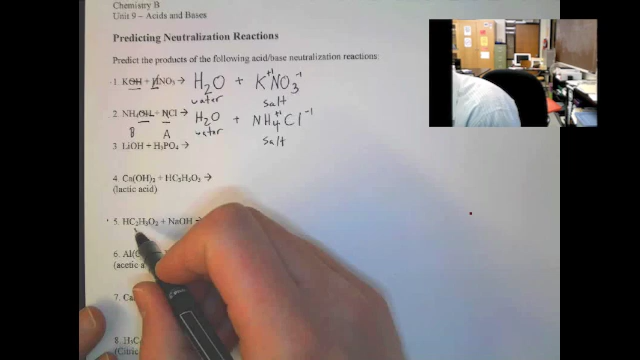 Chemistry B
Unit 9 – Acids and Bases
Predicting Neutralization Reactions
Predict the products of the following acid/base neutralization reactions:
1. KOH + HNO₃ → H₂O + K⁺¹NO₃⁻¹
water salt
2. NH₄OH + HCl → H₂O + NH₄⁺¹Cl⁻¹
B A water salt
3. LiOH + H₃PO₄ →
4. Ca(OH)₂ + HC₃H₅O₃ →
(lactic acid)
5. HC₂H₃O₂ + NaOH →
6. Al(
(acetic a
7. Ca
8. H₃C
(Citric